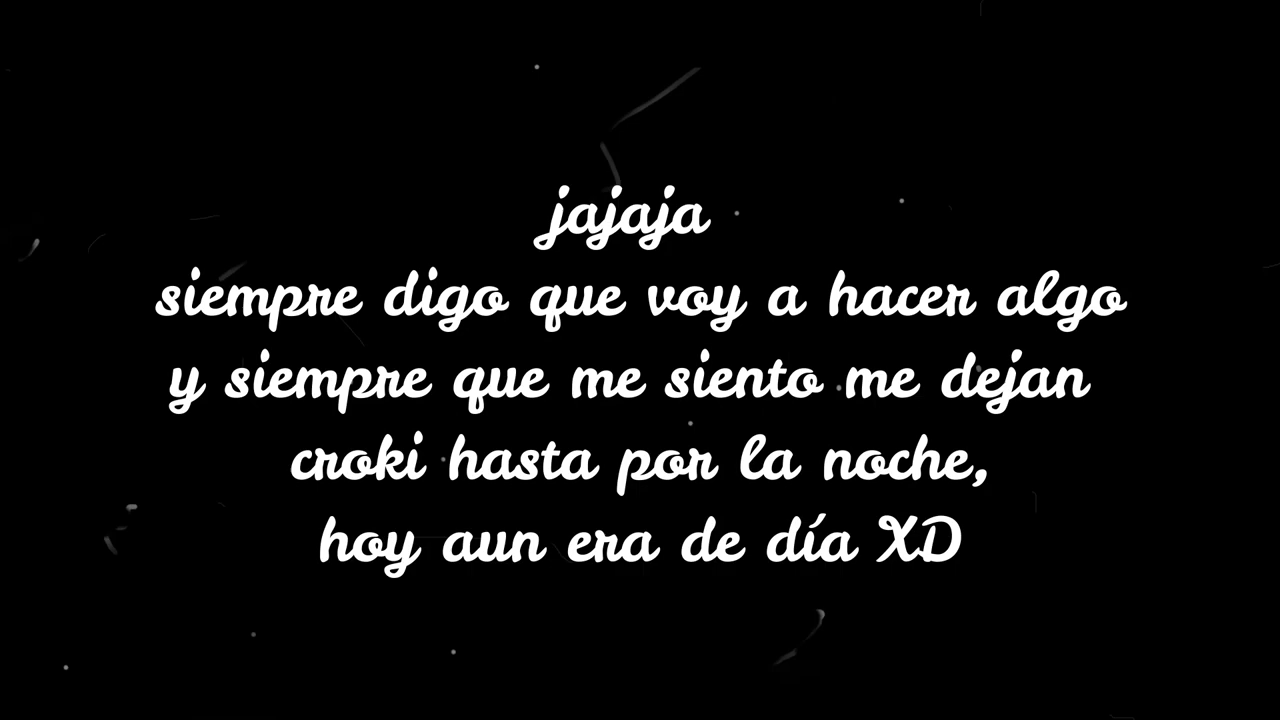 jajaja
siempre digo que voy a hacer algo
y siempre que me siento me dejan
croki hasta por la noche,
hoy aun era de día XD